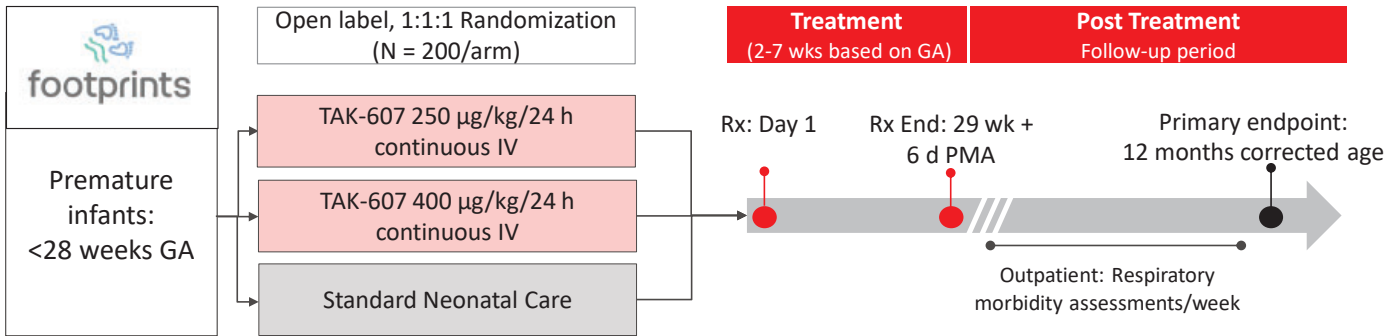 footprints
Premature
infants:
<28 weeks GA
Open label, 1:1:1 Randomization
(N = 200/arm)
TAK-607 250 µg/kg/24 h
continuous IV
TAK-607 400 µg/kg/24 h
continuous IV
Standard Neonatal Care
Treatment
(2-7 wks based on GA)
Post Treatment
Follow-up period
Rx: Day 1
Rx End: 29 wk +
6 d PMA
Primary endpoint:
12 months corrected age
Outpatient: Respiratory
morbidity assessments/week